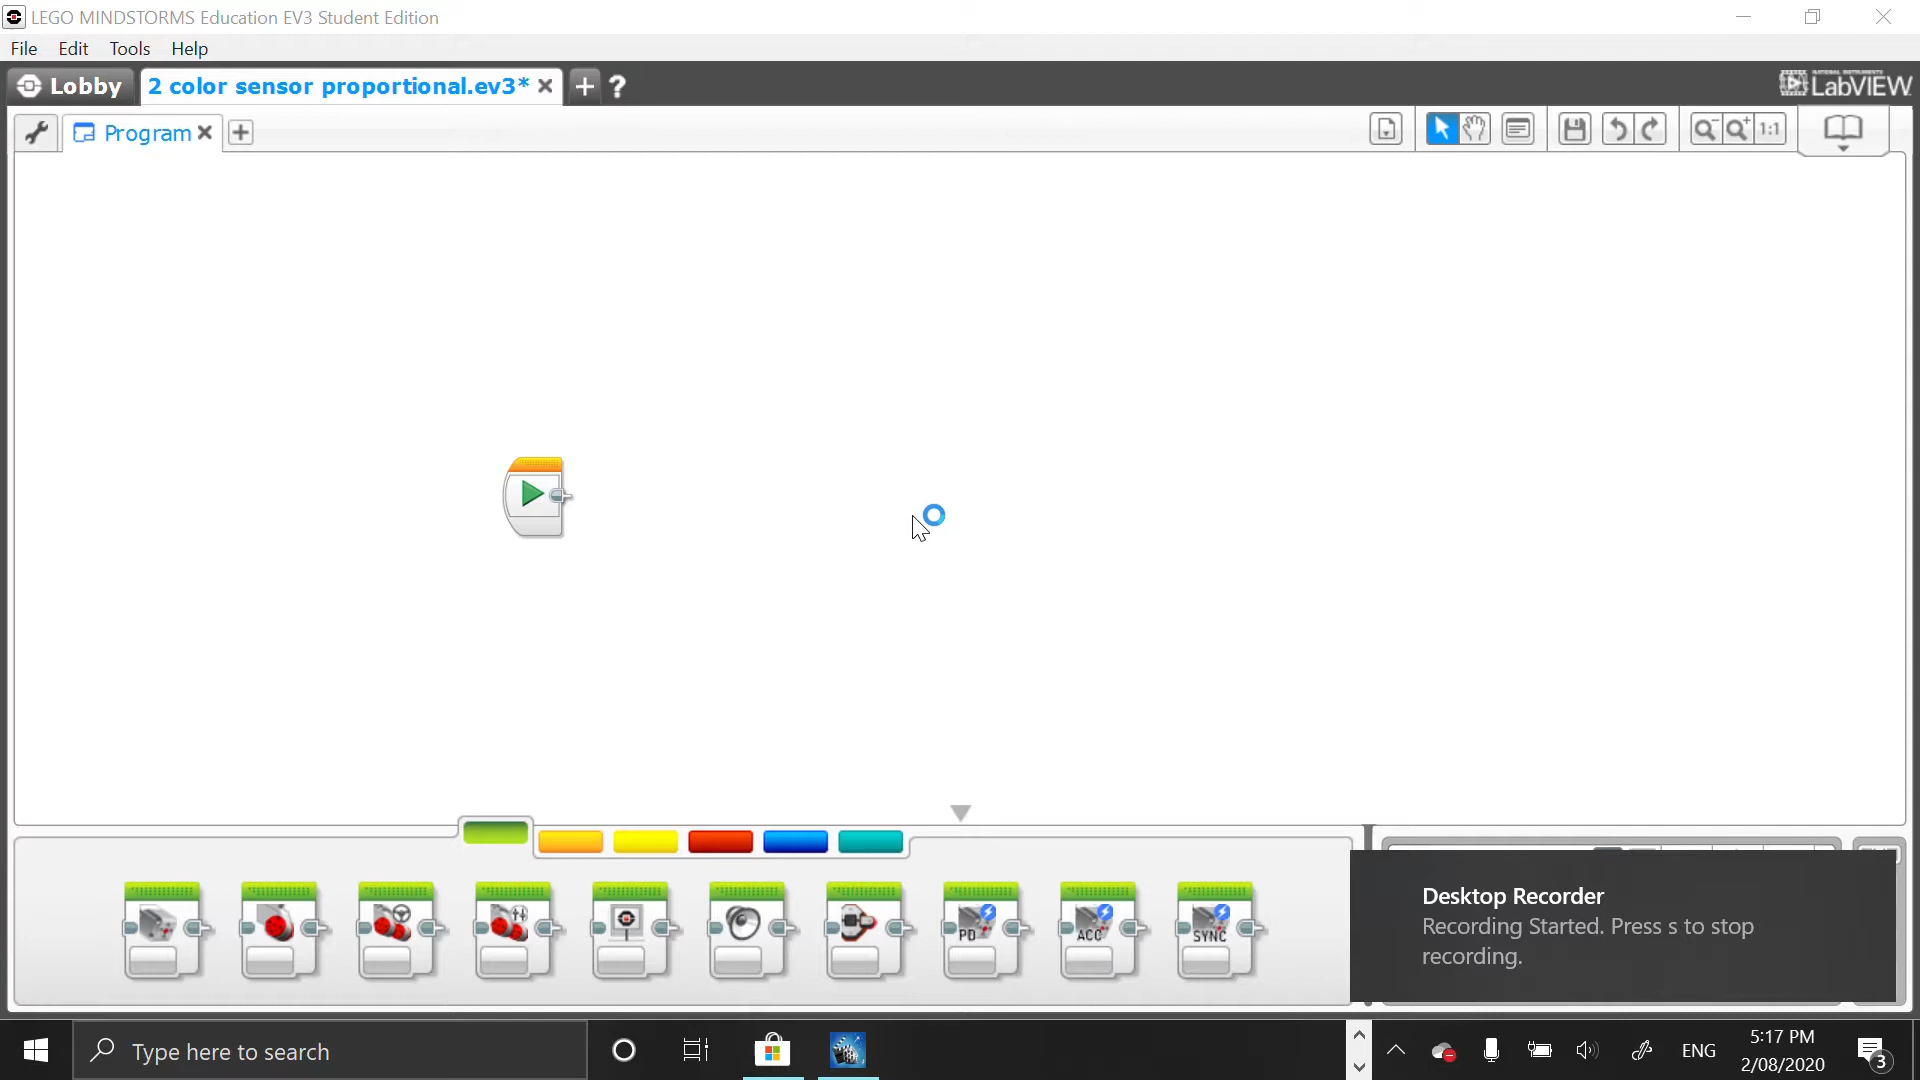 LEGO MINDSTORMS Education EV3 Student Edition
File Edit Tools Help
Lobby
2 color sensor proportional.ev3*
?
LabVIEW
Program
1:1
PD
ACC
SYNC
Desktop Recorder
Recording Started. Press s to stop
recording.
Type here to search
ENG
5:17 PM
2/08/2020
3